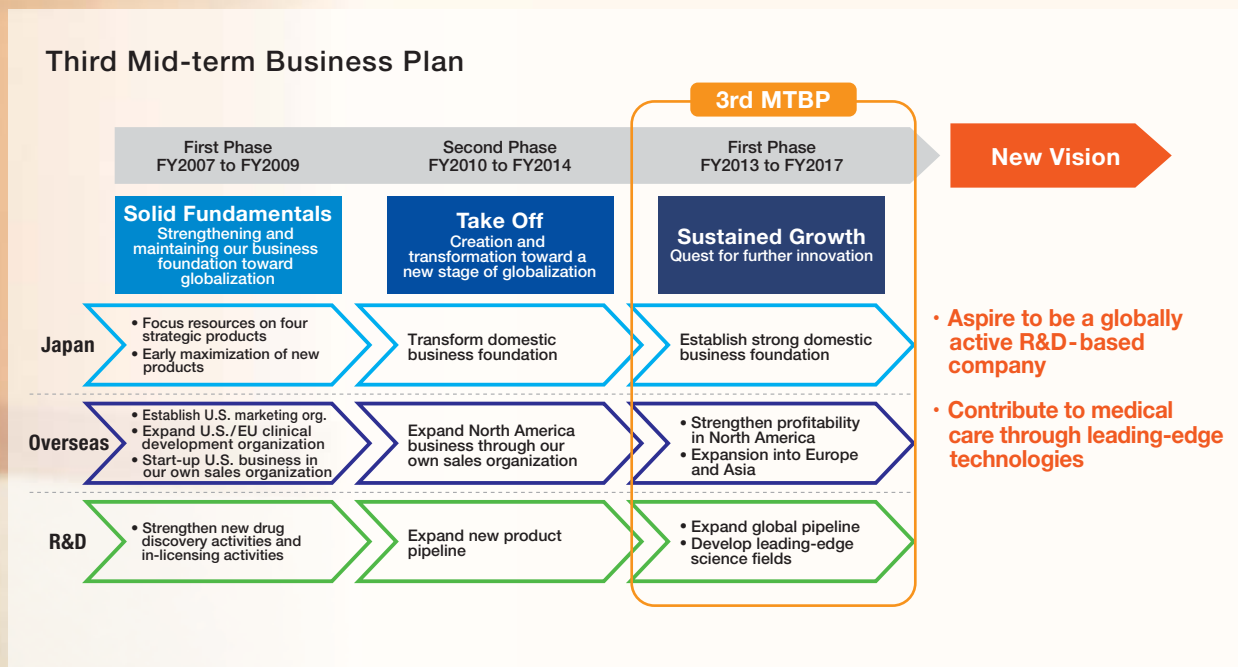 Third Mid-term Business Plan
3rd MTBP
First Phase
FY2007 to FY2009
Second Phase
FY2010 to FY2014
First Phase
FY2013 to FY2017
New Vision
Solid Fundamentals
Strengthening and
maintaining our business
foundation toward
globalization
Take Off
Creation and
transformation toward a
new stage of globalization
Sustained Growth
Quest for further innovation
Japan
• Focus resources on four
strategic products
• Early maximization of new
products
Transform domestic
business foundation
Establish strong domestic
business foundation
Overseas
• Establish U.S. marketing org.
• Expand U.S./EU clinical
development organization
• Start-up U.S. business in
our own sales organization
Expand North America
business through our
own sales organization
• Strengthen profitability
in North America
• Expansion into Europe
and Asia
R&D
• Strengthen new drug
discovery activities and
in-licensing activities
Expand new product
pipeline
• Expand global pipeline
• Develop leading-edge
science fields
• Aspire to be a globally
active R&D-based
company
• Contribute to medical
care through leading-edge
technologies